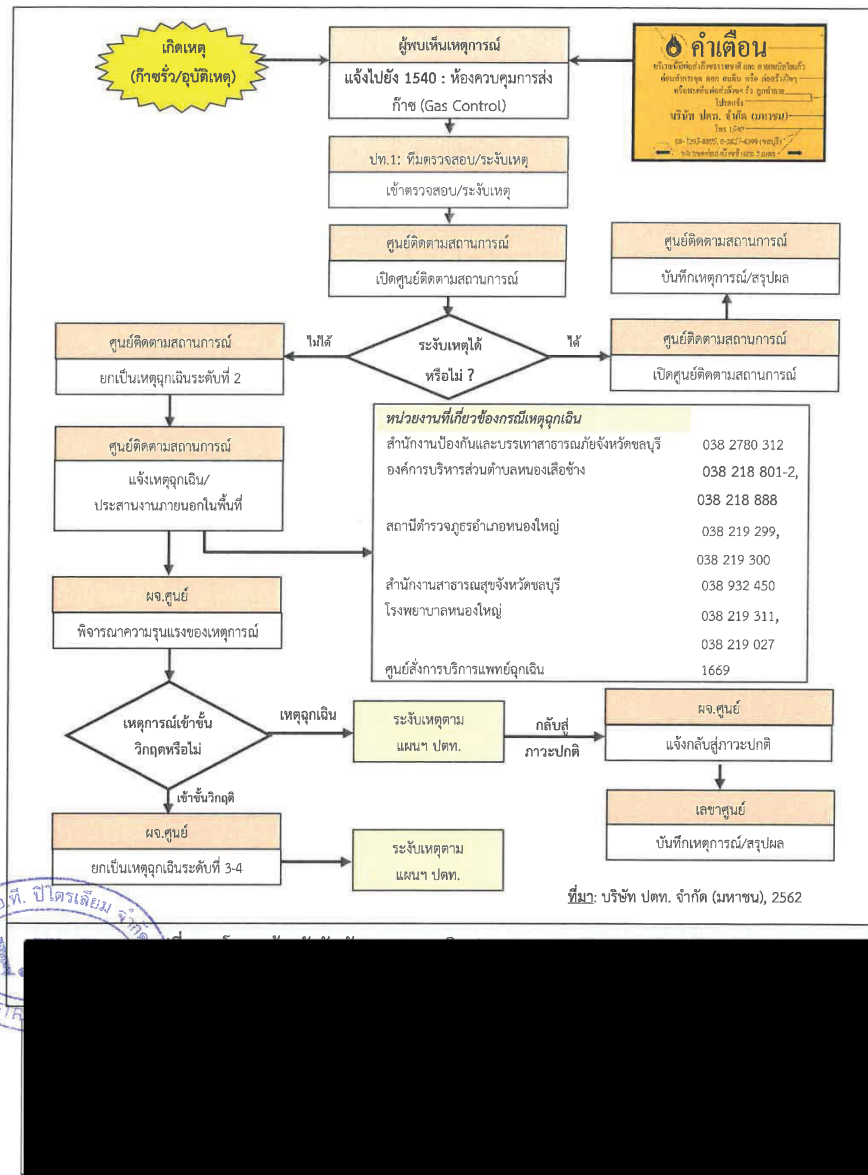 เกิดเหตุ
(ก๊าซรั่ว/อุบัติเหตุ)
ผู้พบเห็นเหตุการณ์
แจ้งไปยัง 1540 : ห้องควบคุมการส่ง
ก๊าซ (Gas Control)
คำเตือน
โปรดแจ้ง
บริษัท ปตท. จำกัด (มหาชน)
โทร 1540
ปท.1: ทีมตรวจสอบ/ระงับเหตุ
เข้าตรวจสอบ/ระงับเหตุ
ศูนย์ติดตามสถานการณ์
เปิดศูนย์ติดตามสถานการณ์
ศูนย์ติดตามสถานการณ์
บันทึกเหตุการณ์/สรุปผล
ระงับเหตุได้
หรือไม่ ?
ไม่ได้
ได้
ศูนย์ติดตามสถานการณ์
ยกเป็นเหตุฉุกเฉินระดับที่ 2
ศูนย์ติดตามสถานการณ์
เปิดศูนย์ติดตามสถานการณ์
ศูนย์ติดตามสถานการณ์
แจ้งเหตุฉุกเฉิน/
ประสานงานภายนอกในพื้นที่
หน่วยงานที่เกี่ยวข้องกรณีเหตุฉุกเฉิน
สำนักงานป้องกันและบรรเทาสาธารณภัยจังหวัดชลบุรี 038 2780 312
องค์การบริหารส่วนตำบลหนองเสือช้าง 038 218 801-2,
038 218 888
สถานีตำรวจภูธรอำเภอหนองใหญ่ 038 219 299,
038 219 300
สำนักงานสาธารณสุขจังหวัดชลบุรี 038 932 450
โรงพยาบาลหนองใหญ่ 038 219 311,
038 219 027
ศูนย์สั่งการบริการแพทย์ฉุกเฉิน 1669
ผจ.ศูนย์
พิจารณาความรุนแรงของเหตุการณ์
เหตุการณ์เข้าขั้น
วิกฤตหรือไม่
เหตุฉุกเฉิน
ระงับเหตุตาม
แผนฯ ปตท.
กลับสู่
ภาวะปกติ
ผจ.ศูนย์
แจ้งกลับสู่ภาวะปกติ
เข้าขั้นวิกฤติ
เลขาศูนย์
บันทึกเหตุการณ์/สรุปผล
ผจ.ศูนย์
ยกเป็นเหตุฉุกเฉินระดับที่ 3-4
ระงับเหตุตาม
แผนฯ ปตท.
ที่มา: บริษัท ปตท. จำกัด (มหาชน), 2562
ที. ปิโตรเลียม จำกัด